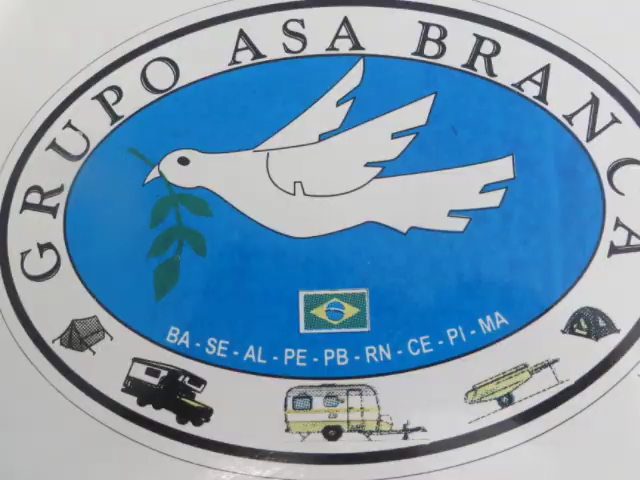 GRUPO ASA BRANCA
BA - SE - AL - PE - PB - RN - CE - PI - MA